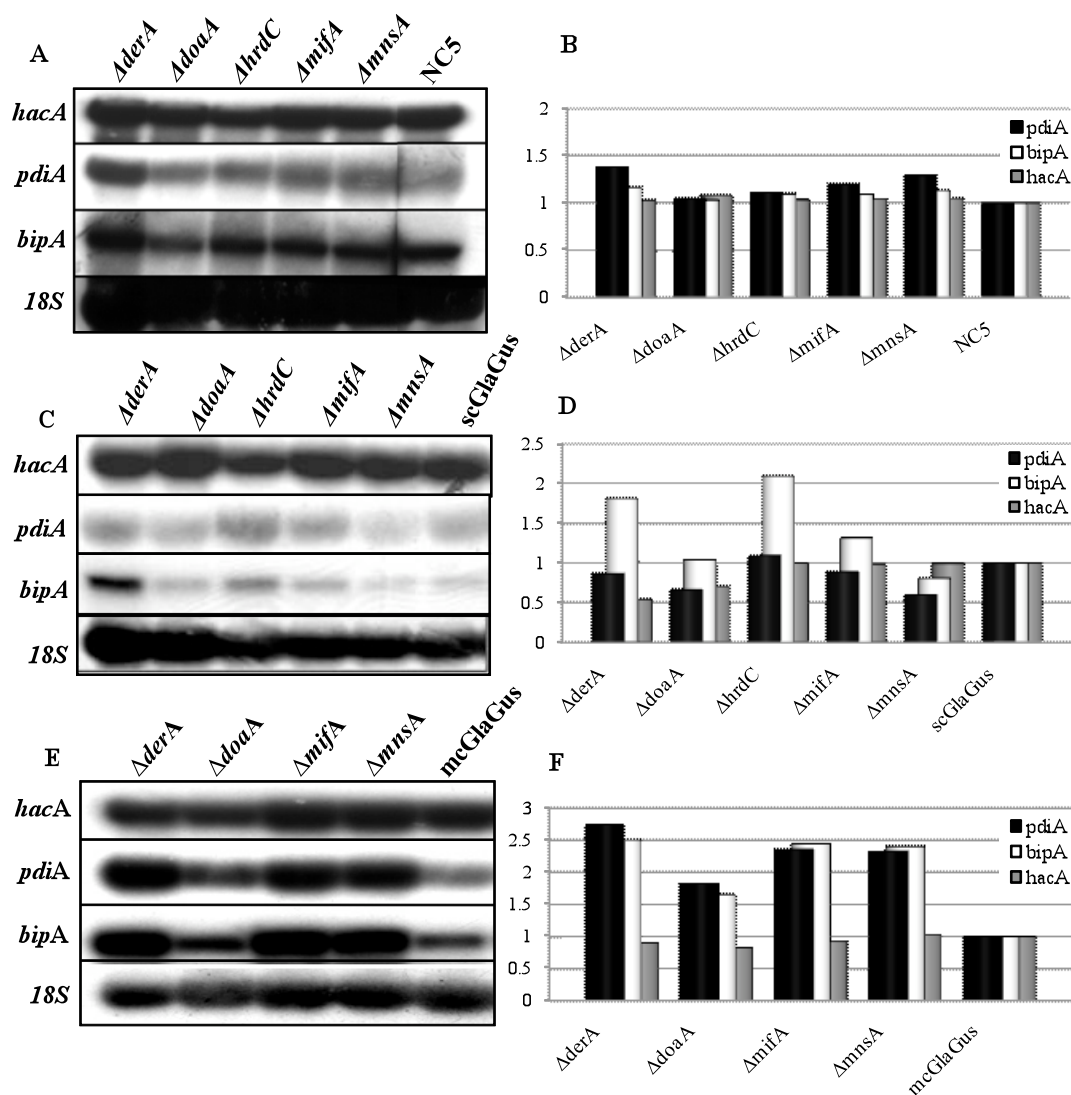 A
ΔderA ΔdoaA ΔhrdC ΔmifA ΔmnsA NC5
hacA
pdiA
bipA
18S
B
2
1.5
1
0.5
0
pdiA
bipA
hacA
ΔderA ΔdoaA ΔhrdC ΔmifA ΔmnsA NC5
C
ΔderA ΔdoaA ΔhrdC ΔmifA ΔmnsA scGlaGus
hacA
pdiA
bipA
18S
D
2.5
2
1.5
1
0.5
0
pdiA
bipA
hacA
ΔderA ΔdoaA ΔhrdC ΔmifA ΔmnsA scGlaGus
E
ΔderA ΔdoaA ΔmifA ΔmnsA mcGlaGus
hacA
pdiA
bipA
18S
F
3
2.5
2
1.5
1
0.5
0
pdiA
bipA
hacA
ΔderA ΔdoaA ΔmifA ΔmnsA mcGlaGus